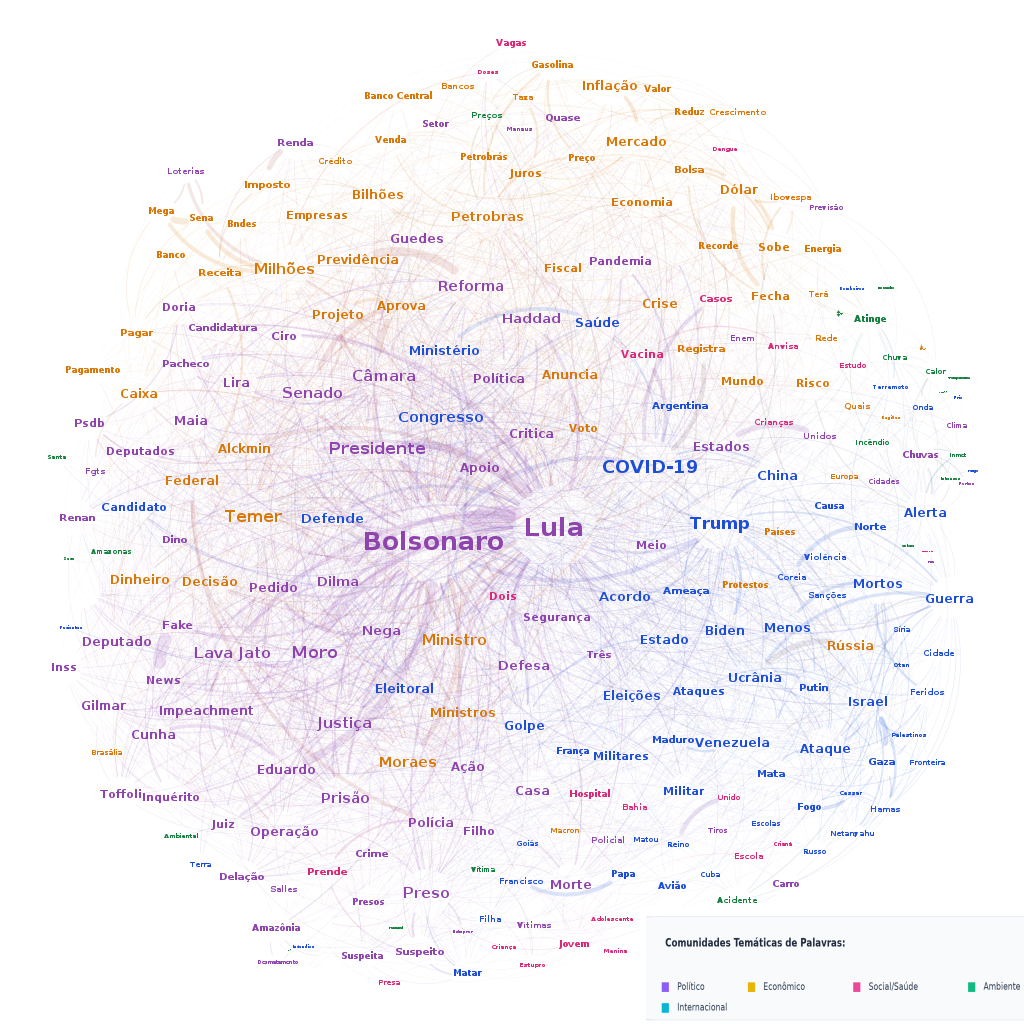 Vagas
Gasolina
Doses
Bancos
Inflação
Valor
Banco Central
Taxa
Reduz
Crescimento
Preços
Quase
Setor
Manaus
Venda
Renda
Mercado
Dengue
Petrobrás
Preço
Crédito
Bolsa
Loterias
Juros
Imposto
Bilhões
Dólar
Ibovespa
Economia
Previsão
Mega
Sena
Bndes
Empresas
Petrobras
Guedes
Recorde
Sobe
Energia
Banco
Receita
Milhões
Previdência
Fiscal
Pandemia
Reforma
Terá
Doria
Projeto
Aprova
Crise
Casos
Fecha
Haddad
Saúde
Atinge
Candidatura
Pagar
Ciro
Enem
Rede
Ministério
Vacina
Registra
Anvisa
Chuva
Pacheco
Estudo
Pagamento
Câmara
Política
Anuncia
Calor
Lira
Mundo
Risco
Terremoto
Caixa
Senado
Argentina
Quais
Onda
Psdb
Maia
Congresso
Voto
Crianças
Clima
Critica
Unidos
Incêndio
Deputados
Alckmin
Presidente
Estados
Chuvas
Inmet
Santa
Fgts
Apoio
COVID-19
China
Europa
Cidades
Federal
Candidato
Causa
Alerta
Renan
Temer
Defende
Lula
Trump
Países
Norte
Dino
Bolsonaro
Meio
Amazonas
Violência
Dinheiro
Decisão
Pedido
Dilma
Coreia
Mortos
Protestos
Dois
Acordo
Ameaça
Sanções
Guerra
Segurança
Fake
Nega
Biden
Menos
Síria
Deputado
Ministro
Estado
Rússia
Lava Jato
Moro
Três
Cidade
Inss
Defesa
Otan
News
Eleitoral
Ucrânia
Putin
Eleições
Ataques
Feridos
Gilmar
Impeachment
Ministros
Israel
Justiça
Golpe
Cunha
Maduro
Venezuela
Palestinos
Brasília
França
Militares
Ataque
Moraes
Ação
Gaza
Fronteira
Eduardo
Mata
Toffoli
Inquérito
Prisão
Casa
Hospital
Militar
Unido
Cessar
Bahia
Fogo
Hamas
Juiz
Polícia
Escolas
Operação
Filho
Macron
Tiros
Netanyahu
Ambiental
Policial
Matou
Goiás
Reino
Russo
Crime
Escola
Terra
Delação
Prende
Vítima
Francisco
Morte
Papa
Cuba
Salles
Preso
Avião
Carro
Presos
Acidente
Amazônia
Filha
Vítimas
Adolescente
Suspeita
Suspeito
Criança
Jovem
Menina
Desmatamento
Estupro
Matar
Presa
Comunidades Temáticas de Palavras:
Político
Econômico
Social/Saúde
Ambiente
Internacional